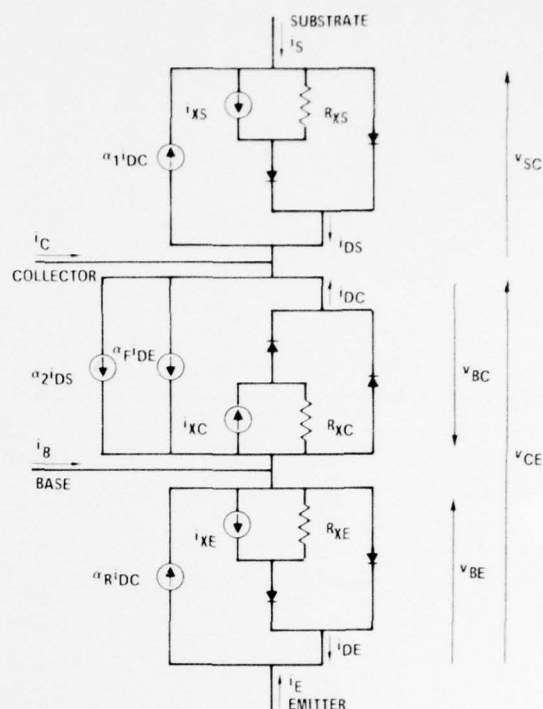 SUBSTRATE
iS
iXS
RXS
α1iDC
vSC
iDS
iC
COLLECTOR
iDC
α2iDS
αFiDE
vBC
iXC
RXC
iB
vCE
BASE
iXE
RXE
vBE
αRiDC
iDE
iE
EMITTER